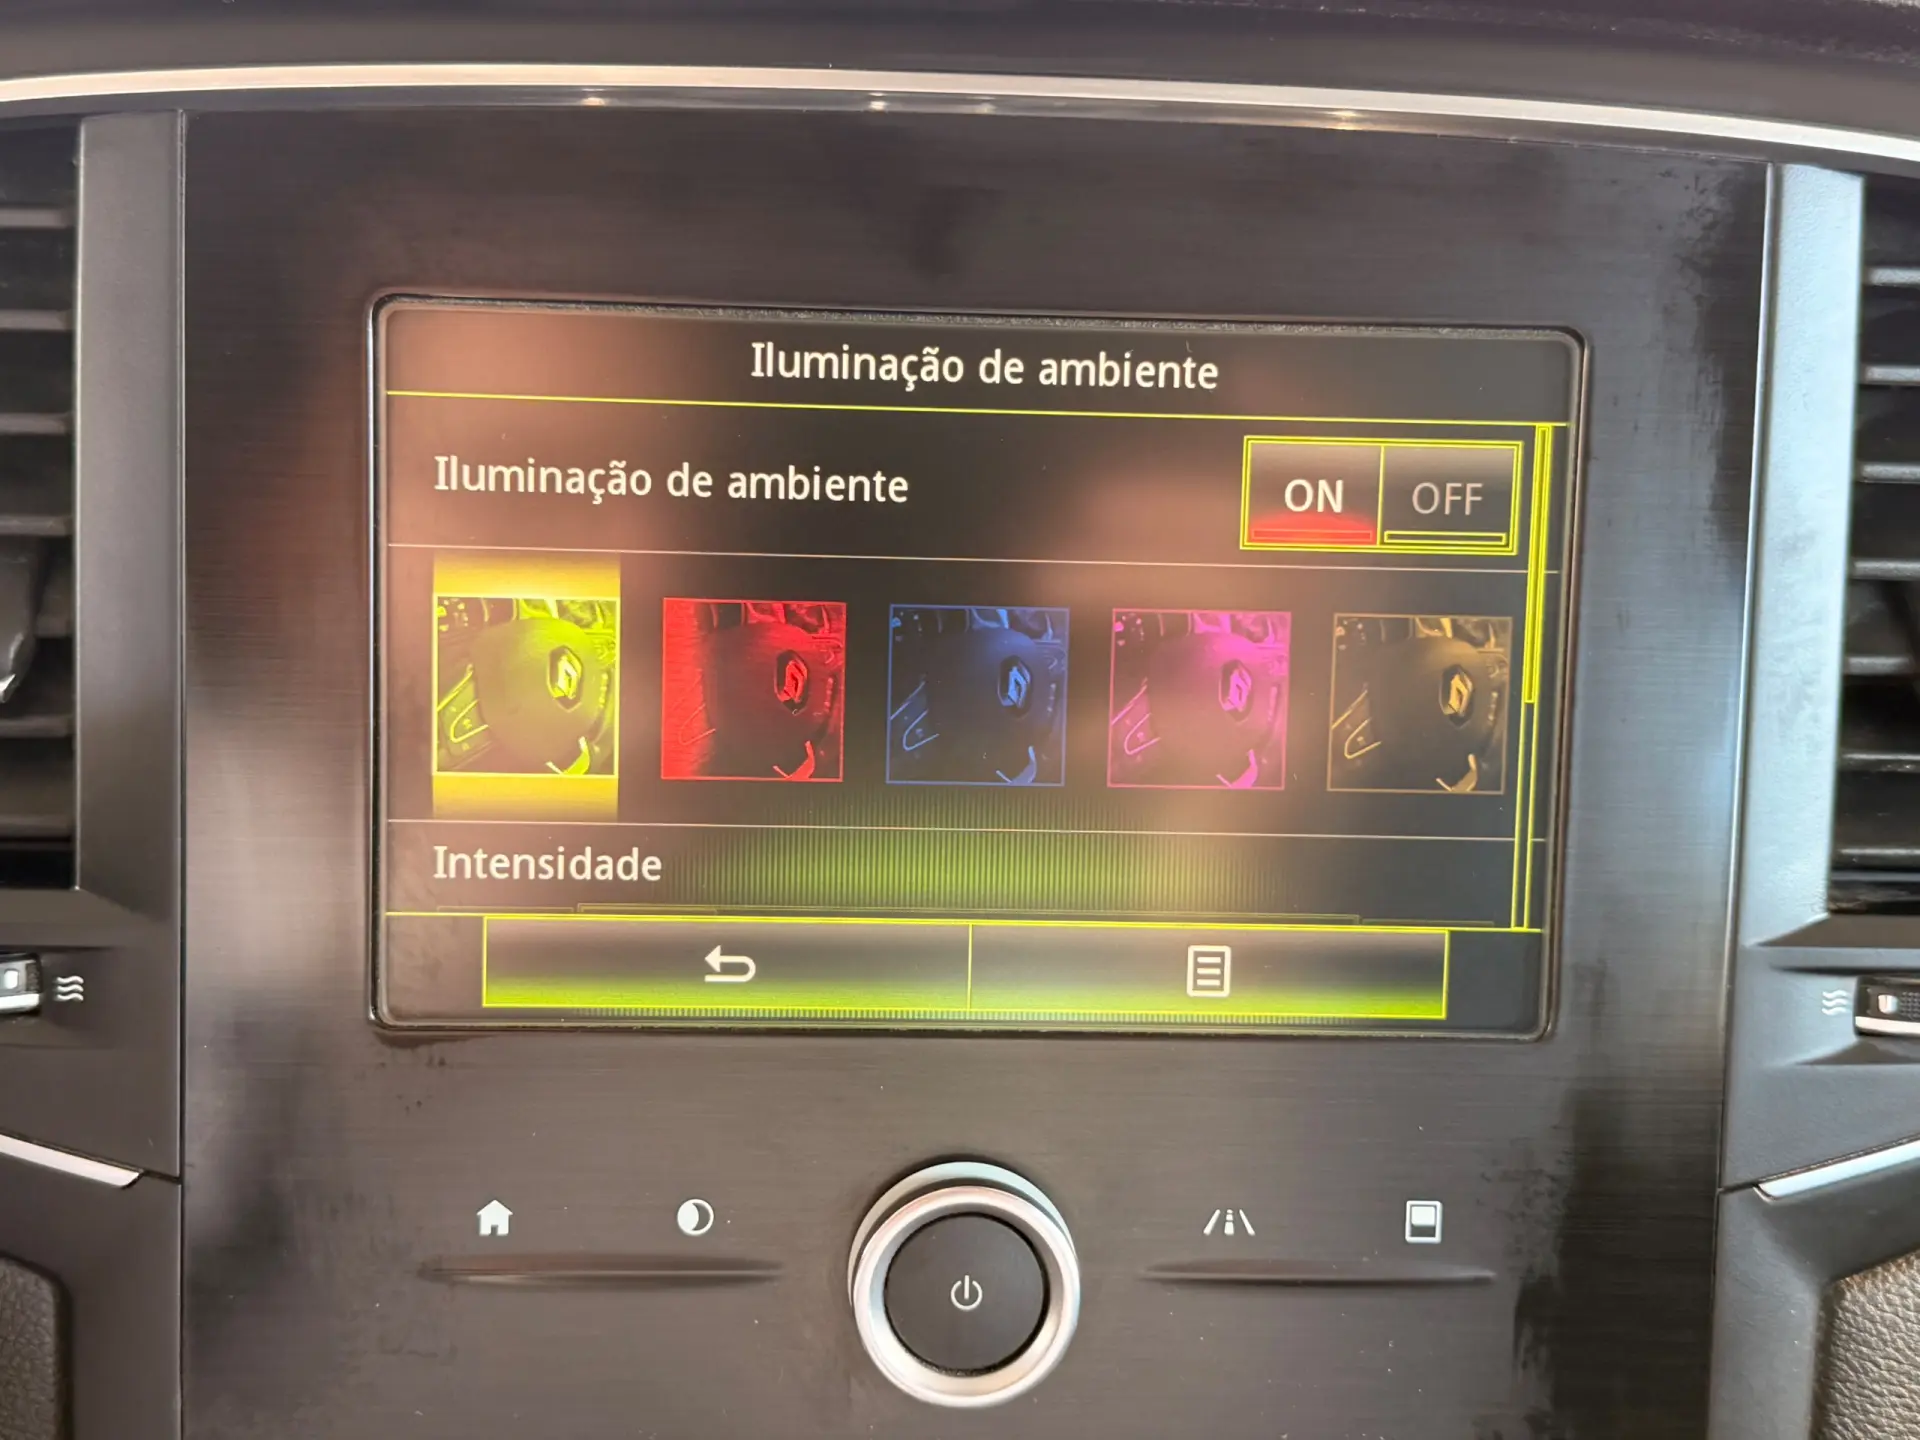 Iluminação de ambiente
Iluminação de ambiente
ON OFF
Intensidade